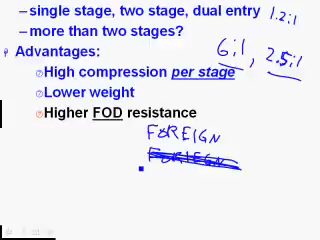 –single stage, two stage, dual entry 1.2:1
–more than two stages?
Advantages: 6:1, 2.5:1
High compression per stage
Lower weight
Higher FOD resistance
FOREIGN
FORIEGN